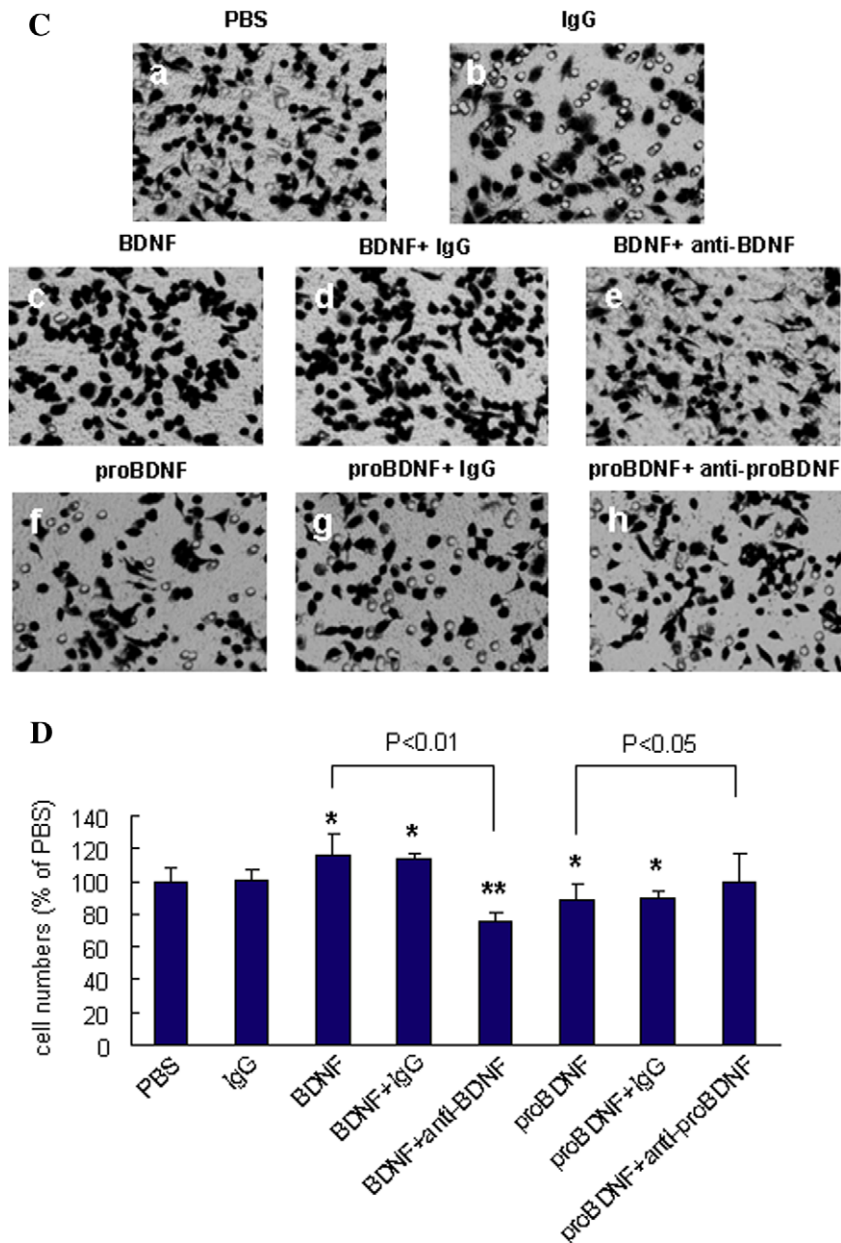 C
PBS IgG
a b
BDNF BDNF+ IgG BDNF+ anti-BDNF
c d e
proBDNF proBDNF+ IgG proBDNF+ anti-proBDNF
f g h
D
P<0.01 P<0.05
cell numbers (% of PBS)
140
120
100
80
60
40
20
0
* * ** * *
PBS IgG BDNF BDNF+IgG BDNF+anti-BDNF proBDNF proBDNF+IgG proBDNF+anti-proBDNF